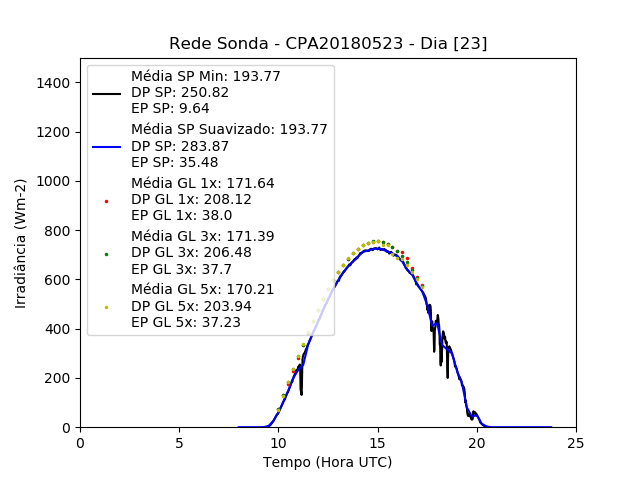 Rede Sonda - CPA20180523 - Dia [23]
Média SP Min: 193.77
DP SP: 250.82
EP SP: 9.64
Média SP Suavizado: 193.77
DP SP: 283.87
EP SP: 35.48
Média GL 1x: 171.64
DP GL 1x: 208.12
EP GL 1x: 38.0
Média GL 3x: 171.39
DP GL 3x: 206.48
EP GL 3x: 37.7
Média GL 5x: 170.21
DP GL 5x: 203.94
EP GL 5x: 37.23
Irradiância (Wm-2)
1400
1200
1000
800
600
400
200
0
0 5 10 15 20 25
Tempo (Hora UTC)